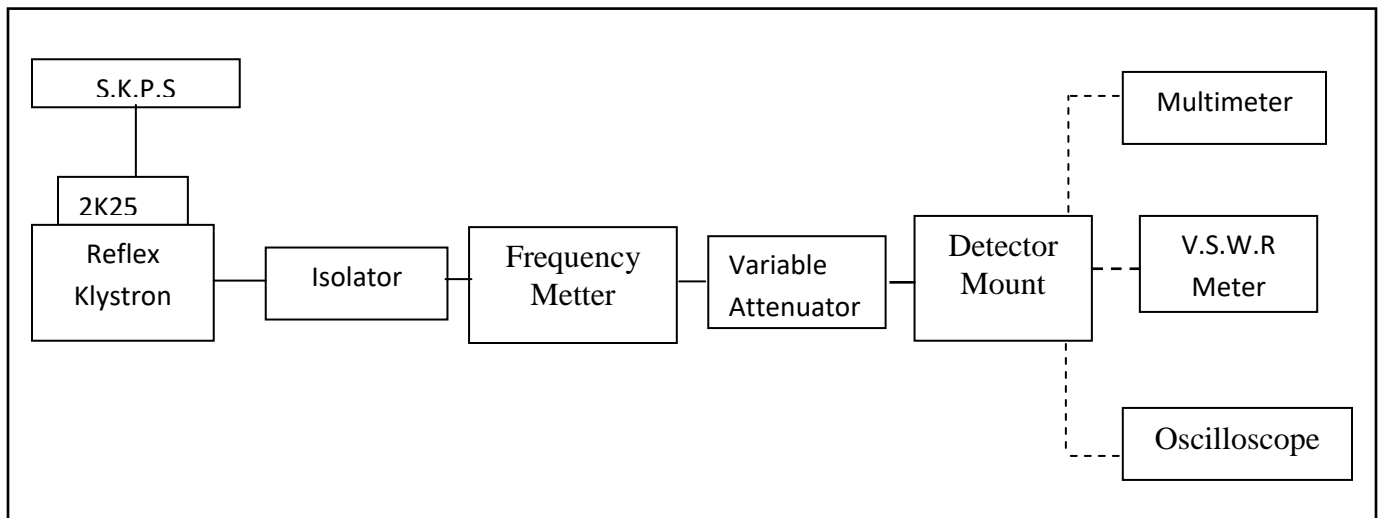 S.K.P.S
2K25
Reflex
Klystron
Isolator
Frequency
Metter
Variable
Attenuator
Detector
Mount
Multimeter
V.S.W.R
Meter
Oscilloscope